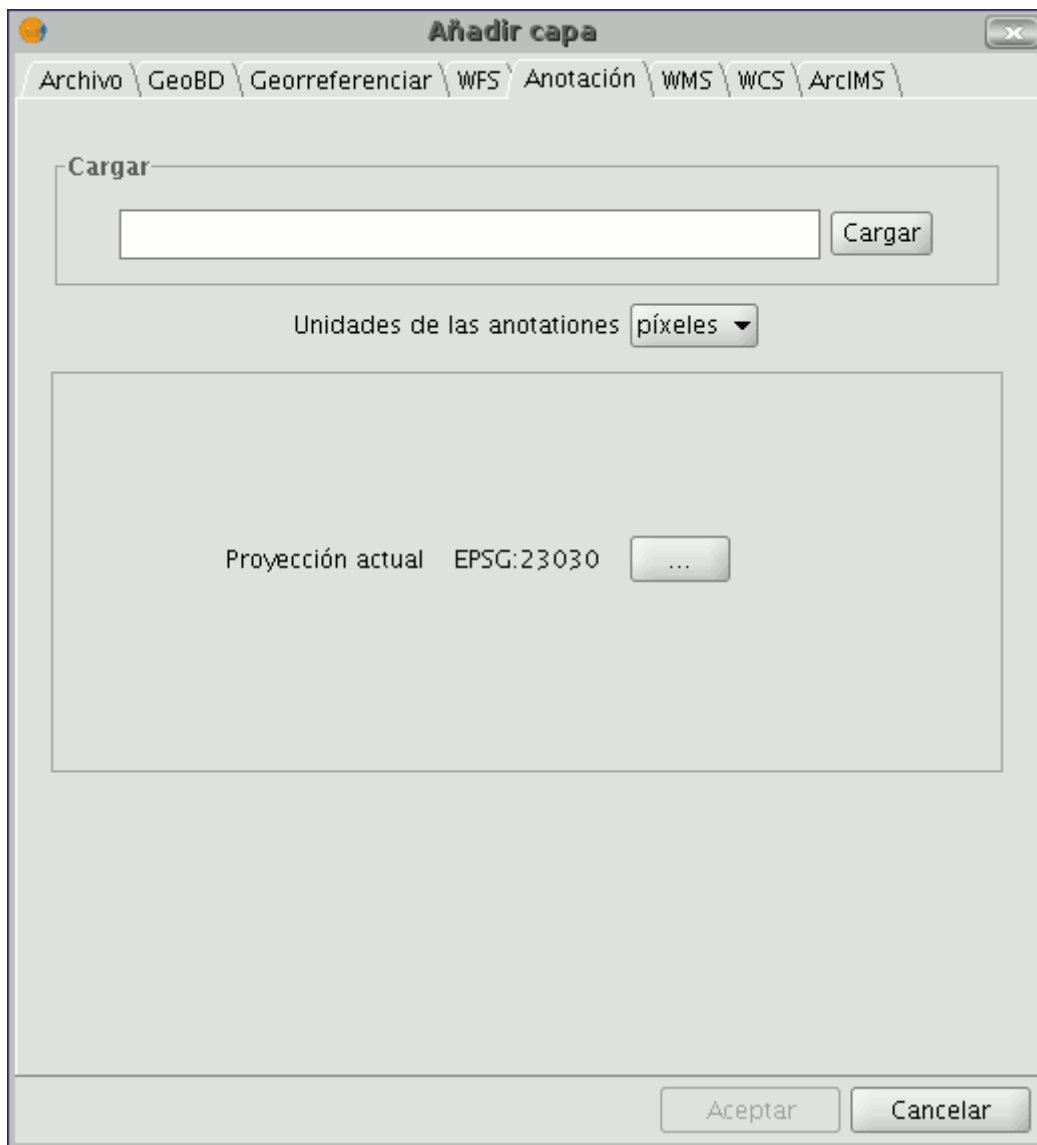 Añadir capa
Archivo GeoBD Georreferenciar WFS Anotación WMS WCS ArcIMS
Cargar
Cargar
Unidades de las anotationes píxeles
Proyección actual EPSG:23030 ...
Aceptar Cancelar